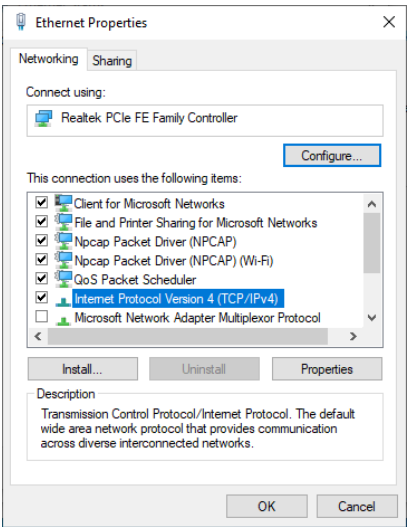 Ethernet Properties
Networking
Sharing
Connect using:
Realtek PCIe FE Family Controller
Configure...
This connection uses the following items:
Client for Microsoft Networks
File and Printer Sharing for Microsoft Networks
Npcap Packet Driver (NPCAP)
Npcap Packet Driver (NPCAP) (Wi-Fi)
QoS Packet Scheduler
Internet Protocol Version 4 (TCP/IPv4)
Microsoft Network Adapter Multiplexor Protocol
Install...
Uninstall
Properties
Description
Transmission Control Protocol/Internet Protocol. The default
wide area network protocol that provides communication
across diverse interconnected networks.
OK
Cancel